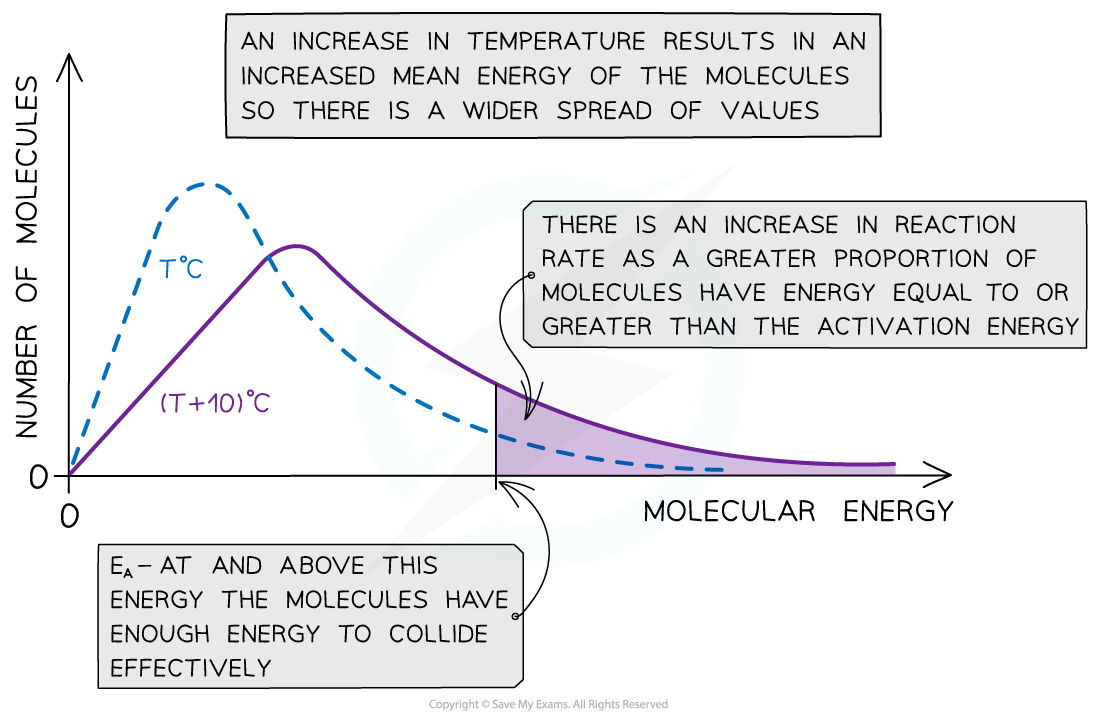 AN INCREASE IN TEMPERATURE RESULTS IN AN
INCREASED MEAN ENERGY OF THE MOLECULES
SO THERE IS A WIDER SPREAD OF VALUES
NUMBER OF MOLECULES
THERE IS AN INCREASE IN REACTION
RATE AS A GREATER PROPORTION OF
MOLECULES HAVE ENERGY EQUAL TO OR
GREATER THAN THE ACTIVATION ENERGY
T°C
(T+10)°C
0
0
MOLECULAR ENERGY
EA – AT AND ABOVE THIS
ENERGY THE MOLECULES HAVE
ENOUGH ENERGY TO COLLIDE
EFFECTIVELY
Copyright © Save My Exams. All Rights Reserved